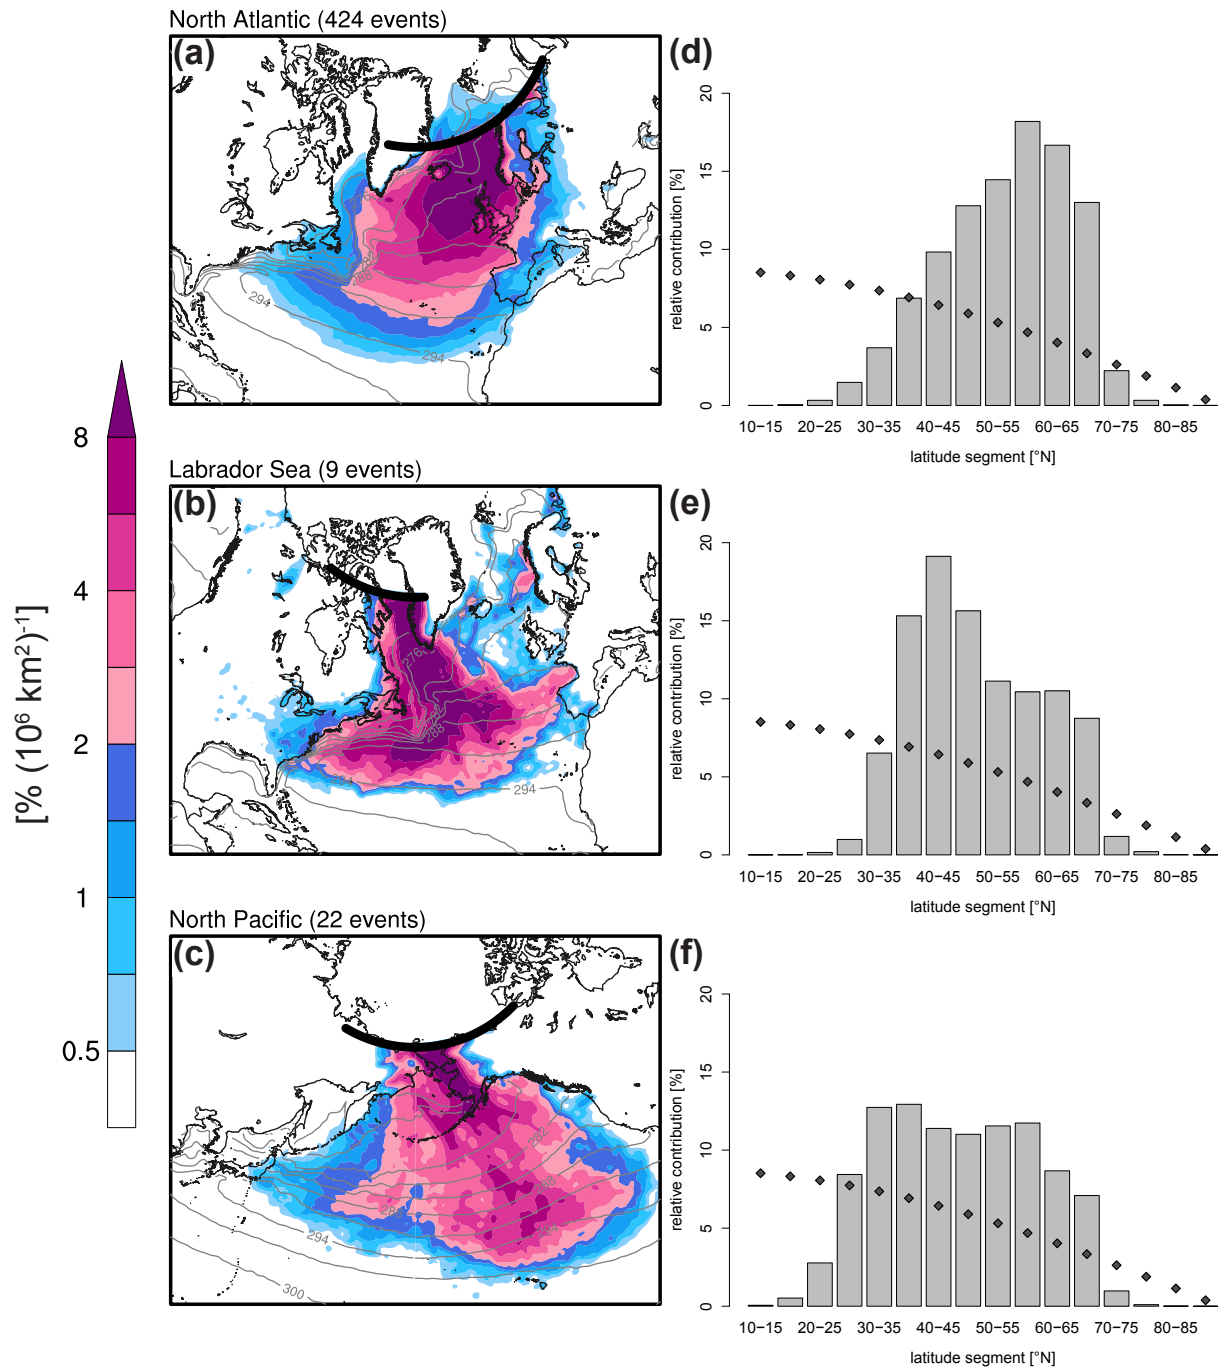 North Atlantic (424 events)
(a)
294
294
282
288
(d)
relative contribution [%]
20
15
10
5
0
10−15 20−25 30−35 40−45 50−55 60−65 70−75 80−85
latitude segment [°N]
[% (10⁶ km²)⁻¹]
8
4
2
1
0.5
Labrador Sea (9 events)
(b)
276
288
294
294
(e)
relative contribution [%]
20
15
10
5
0
10−15 20−25 30−35 40−45 50−55 60−65 70−75 80−85
latitude segment [°N]
North Pacific (22 events)
(c)
282
288
294
300
(f)
relative contribution [%]
20
15
10
5
0
10−15 20−25 30−35 40−45 50−55 60−65 70−75 80−85
latitude segment [°N]